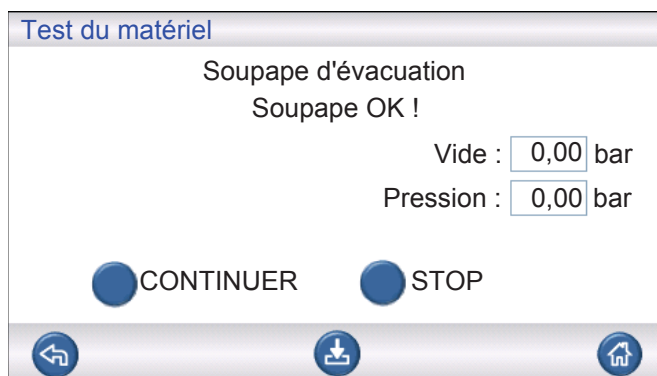 Test du matériel
Soupape d'évacuation
Soupape OK !
Vide : 0,00 bar
Pression : 0,00 bar
CONTINUER STOP